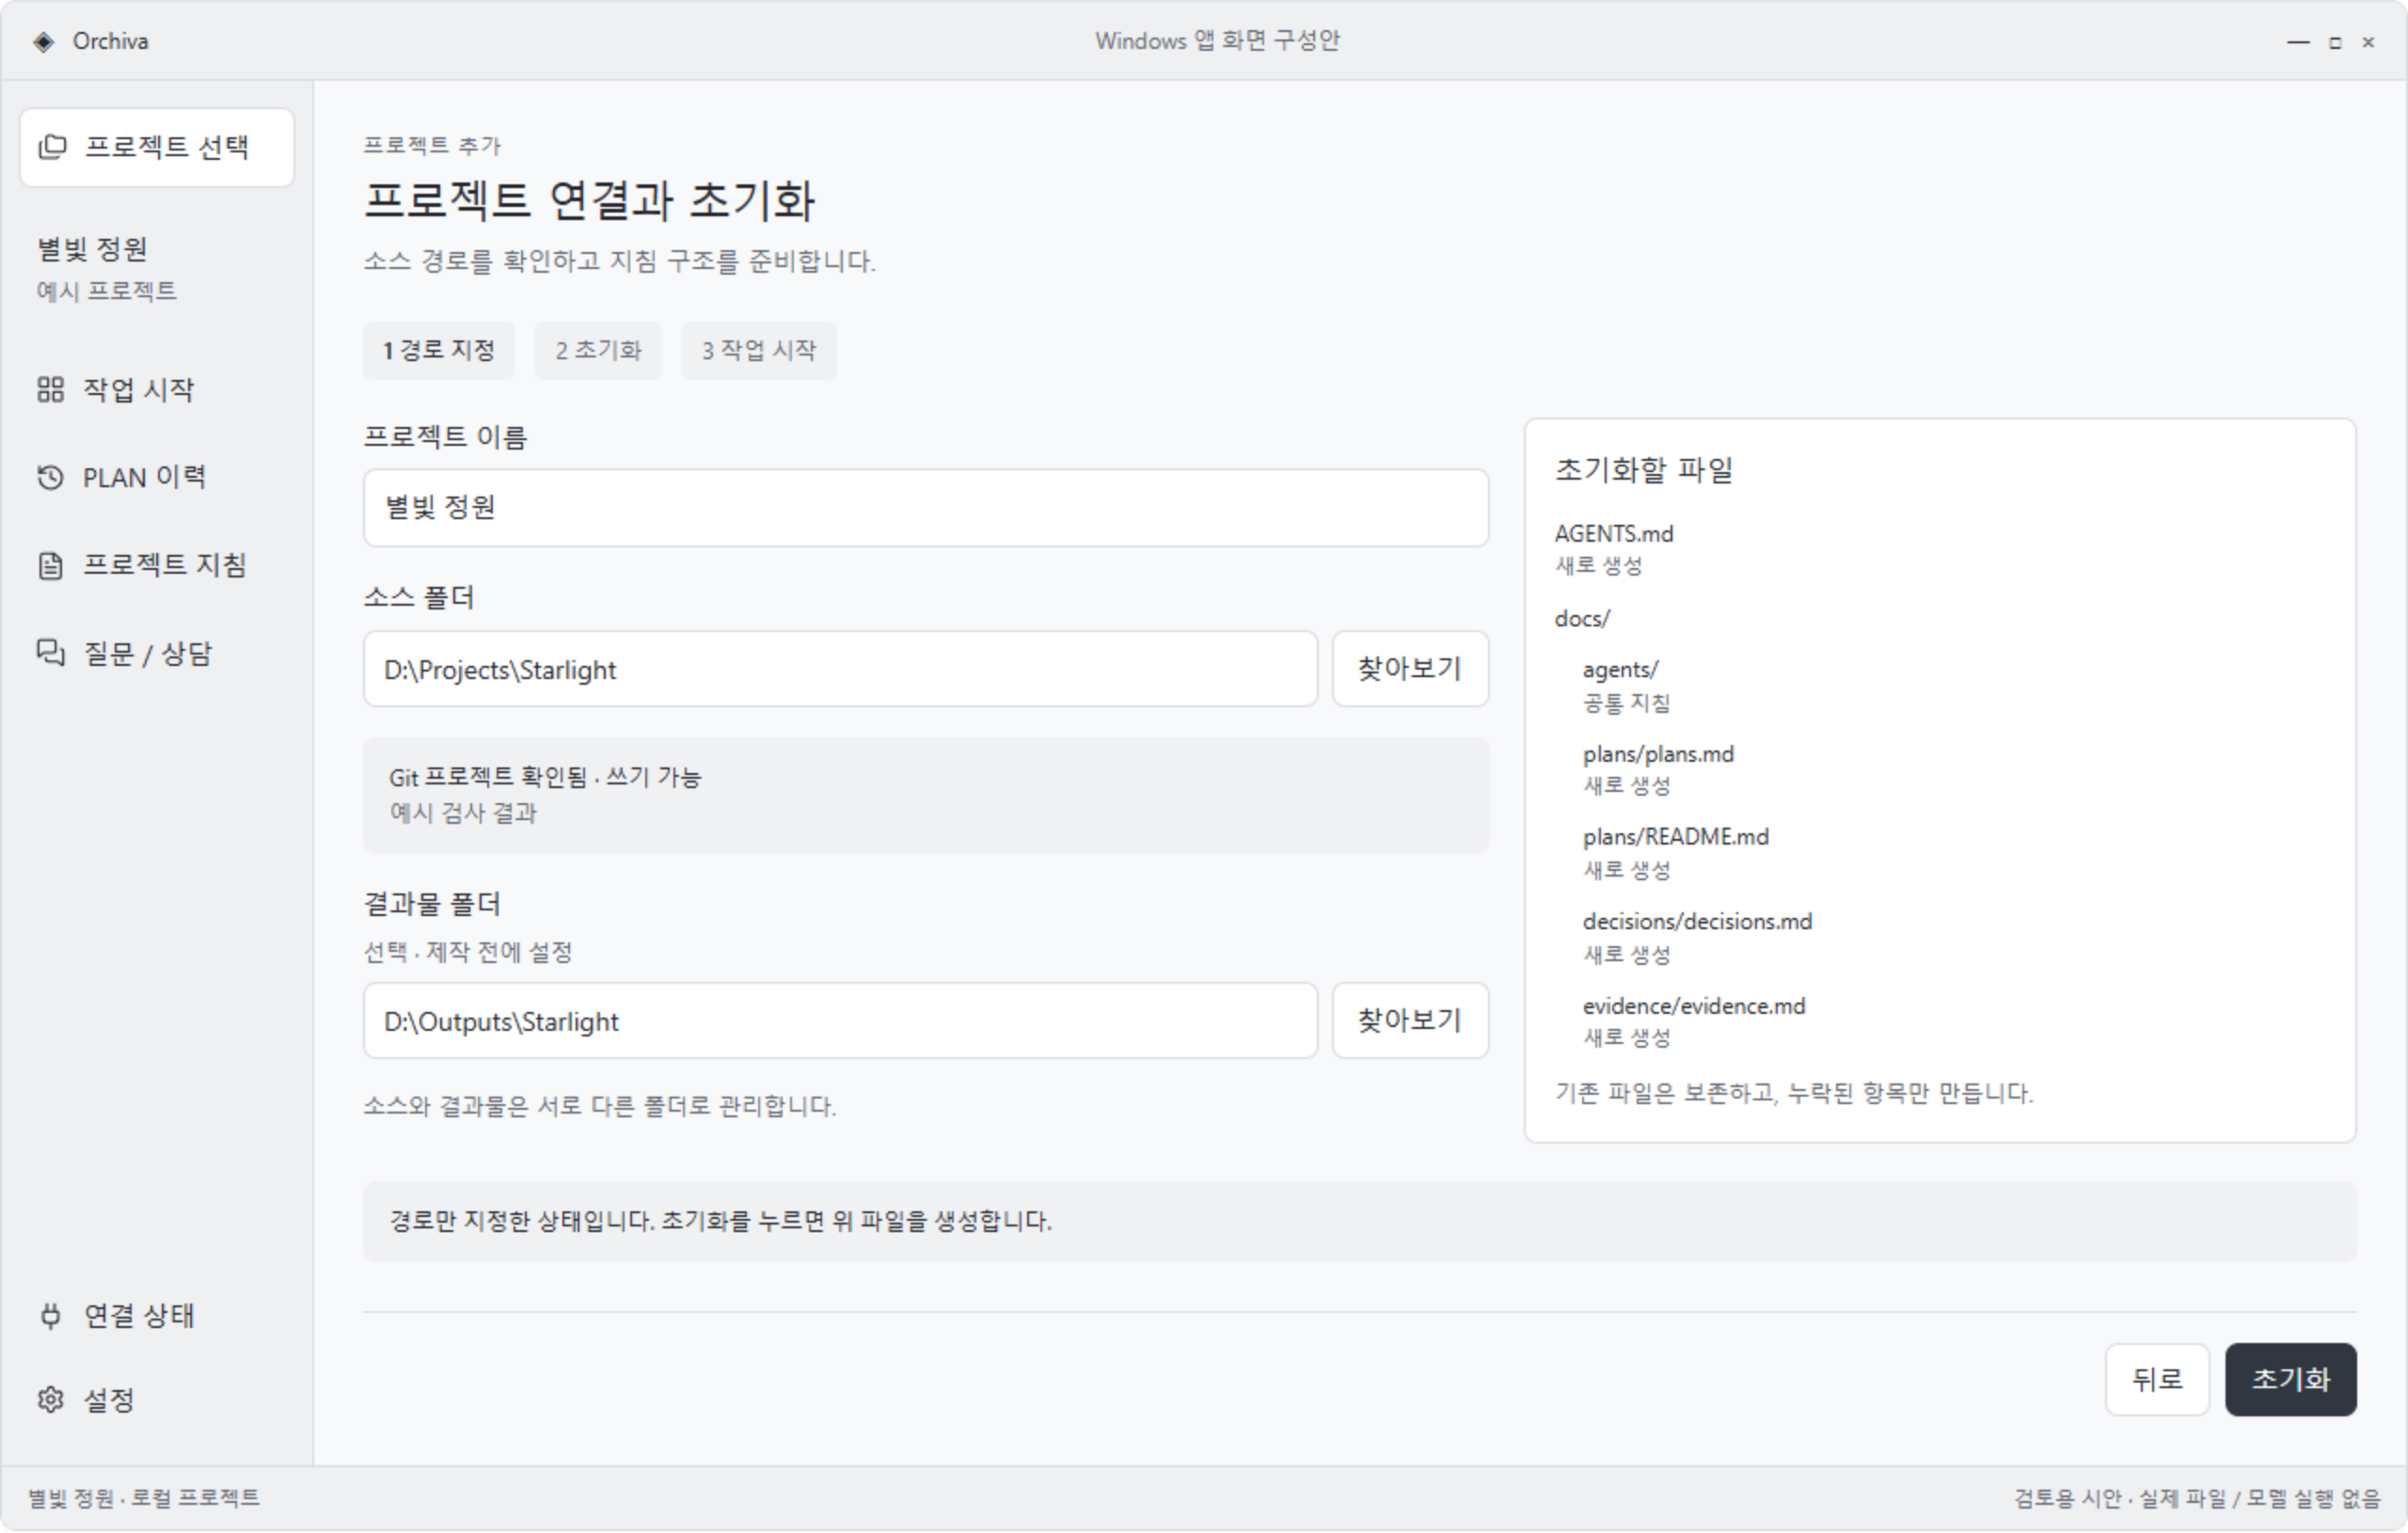 Orchiva
Windows 앱 화면 구성안
프로젝트 선택
별빛 정원
예시 프로젝트
작업 시작
PLAN 이력
프로젝트 지침
질문 / 상담
연결 상태
설정
프로젝트 추가
프로젝트 연결과 초기화
소스 경로를 확인하고 지침 구조를 준비합니다.
1 경로 지정
2 초기화
3 작업 시작
프로젝트 이름
별빛 정원
소스 폴더
D:\Projects\Starlight
찾아보기
Git 프로젝트 확인됨 · 쓰기 가능
예시 검사 결과
결과물 폴더
선택 · 제작 전에 설정
D:\Outputs\Starlight
찾아보기
소스와 결과물은 서로 다른 폴더로 관리합니다.
초기화할 파일
AGENTS.md
새로 생성
docs/
agents/
공통 지침
plans/plans.md
새로 생성
plans/README.md
새로 생성
decisions/decisions.md
새로 생성
evidence/evidence.md
새로 생성
기존 파일은 보존하고, 누락된 항목만 만듭니다.
경로만 지정한 상태입니다. 초기화를 누르면 위 파일을 생성합니다.
뒤로
초기화
별빛 정원 · 로컬 프로젝트
검토용 시안 · 실제 파일 / 모델 실행 없음